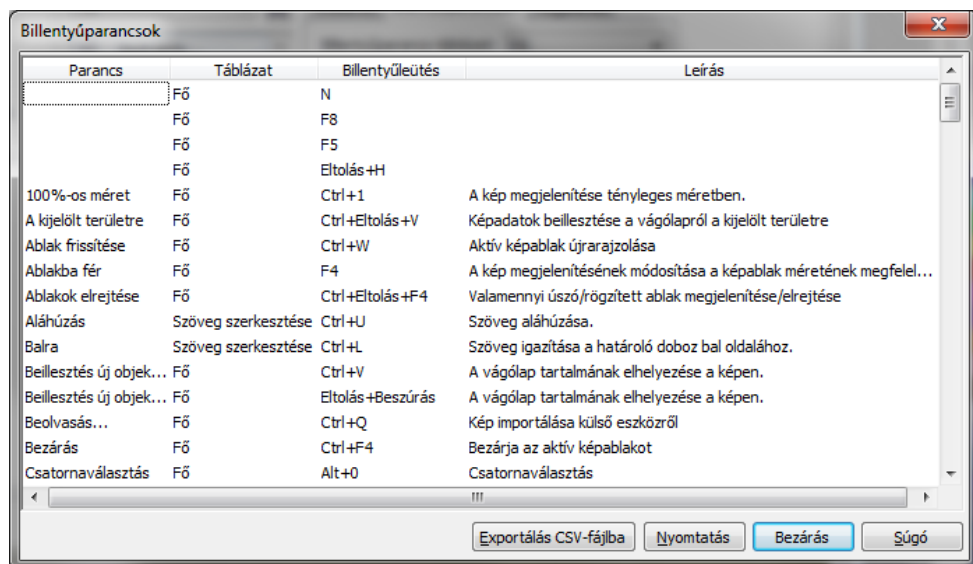 Billentyűparancsok
Parancs Táblázat Billentyűleütés Leírás
Fő N
Fő F8
Fő F5
Fő Eltolás+H
100%-os méret Fő Ctrl+1 A kép megjelenítése tényleges méretben.
A kijelölt területre Fő Ctrl+Eltolás+V Képadatok beillesztése a vágólapról a kijelölt területre
Ablak frissítése Fő Ctrl+W Aktív képablak újrarajzolása
Ablakba fér Fő F4 A kép megjelenítésének módosítása a képablak méretének megfelel...
Ablakok elrejtése Fő Ctrl+Eltolás+F4 Valamennyi úszó/rögzített ablak megjelenítése/elrejtése
Aláhúzás Szöveg szerkesztése Ctrl+U Szöveg aláhúzása.
Balra Szöveg szerkesztése Ctrl+L Szöveg igazítása a határoló doboz bal oldalához.
Beillesztés új objek... Fő Ctrl+V A vágólap tartalmának elhelyezése a képen.
Beillesztés új objek... Fő Eltolás+Beszúrás A vágólap tartalmának elhelyezése a képen.
Beolvasás... Fő Ctrl+Q Kép importálása külső eszközről
Bezárás Fő Ctrl+F4 Bezárja az aktív képablakot
Csatornaválasztás Fő Alt+0 Csatornaválasztás
Exportálás CSV-fájlba Nyomtatás Bezárás Súgó